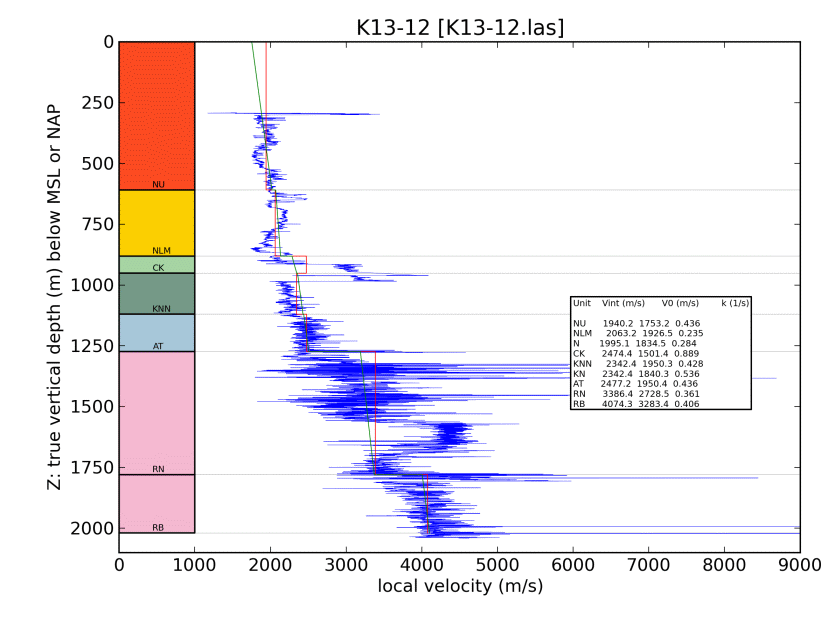 K13-12 [K13-12.las]
Z: true vertical depth (m) below MSL or NAP
0
250
500
750
1000
1250
1500
1750
2000
NU
NLM
CK
KNN
AT
RN
RB
Unit Vint (m/s) V0 (m/s) k (1/s)
NU 1940.2 1753.2 0.436
NLM 2063.2 1926.5 0.235
N 1995.1 1834.5 0.284
CK 2474.4 1501.4 0.889
KNN 2342.4 1950.3 0.428
KN 2342.4 1840.3 0.536
AT 2477.2 1950.4 0.436
RN 3386.4 2728.5 0.361
RB 4074.3 3283.4 0.406
0 1000 2000 3000 4000 5000 6000 7000 8000 9000
local velocity (m/s)